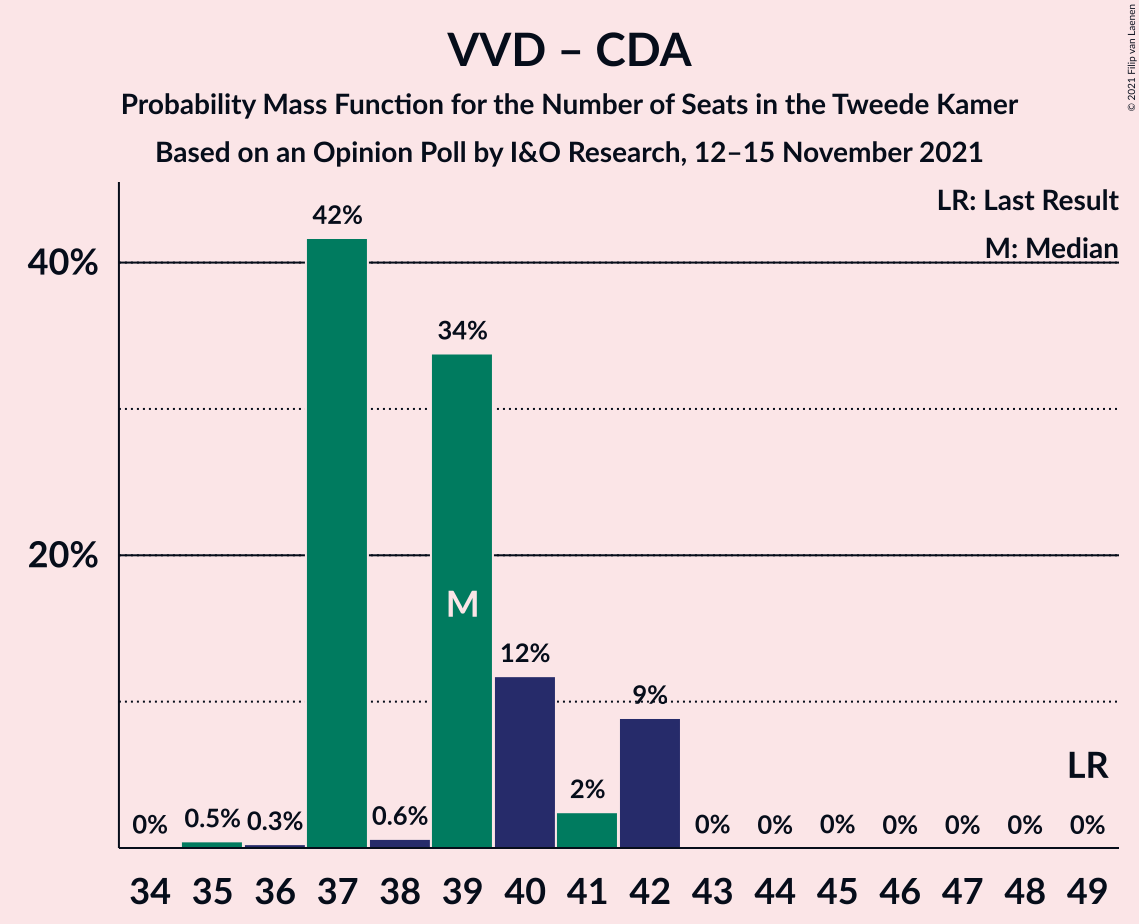 VVD – CDA
Probability Mass Function for the Number of Seats in the Tweede Kamer
Based on an Opinion Poll by I&O Research, 12–15 November 2021
© 2021 Filip van Laenen
LR: Last Result
M: Median
40%
20%
42%
34%
M
12%
9%
2%
LR
0%
0.5%
0.3%
0.6%
0%
0%
0%
0%
0%
0%
0%
34 35 36 37 38 39 40 41 42 43 44 45 46 47 48 49